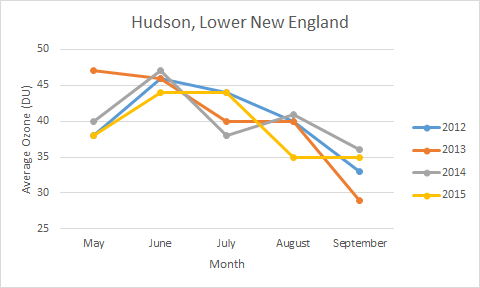 Hudson, Lower New England
Average Ozone (DU)
50
45
40
35
30
25
May June July August September
Month
2012
2013
2014
2015